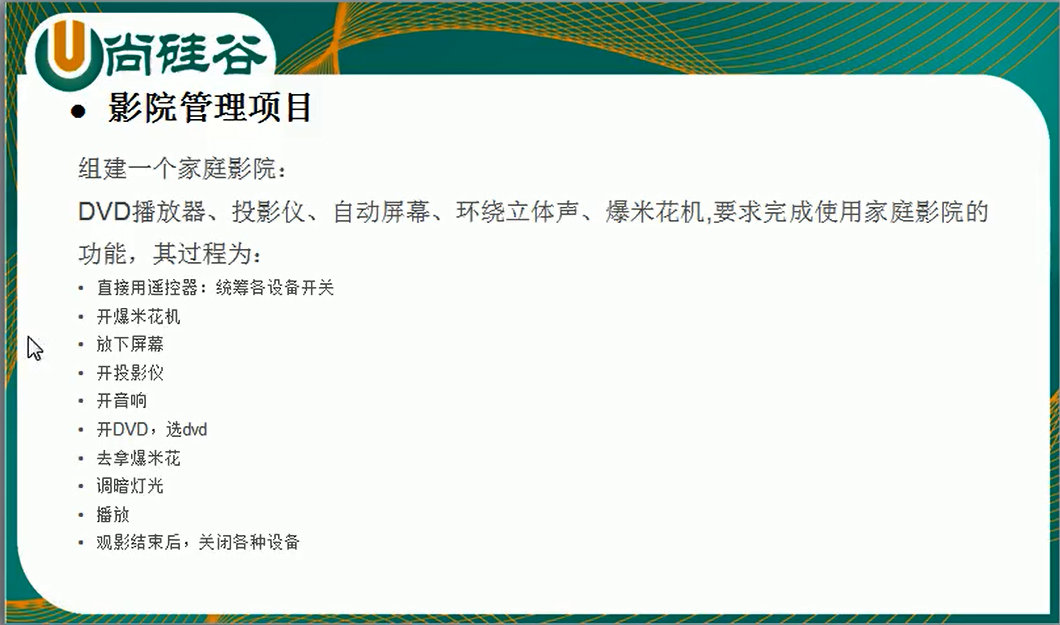 尚硅谷
● 影院管理项目
组建一个家庭影院：
DVD播放器、投影仪、自动屏幕、环绕立体声、爆米花机,要求完成使用家庭影院的
功能，其过程为：
• 直接用遥控器：统筹各设备开关
• 开爆米花机
• 放下屏幕
• 开投影仪
• 开音响
• 开DVD，选dvd
• 去拿爆米花
• 调暗灯光
• 播放
• 观影结束后，关闭各种设备